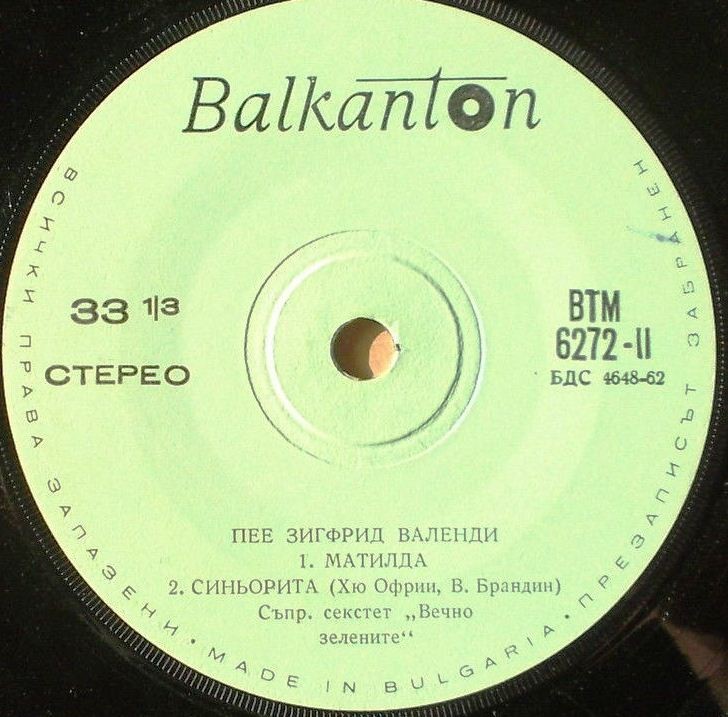 Balkanton
33 1/3
СТЕРЕО
ВТМ
6272-II
БДС 4648-62
ПЕЕ ЗИГФРИД ВАЛЕНДИ
1. МАТИЛДА
2. СИНЬОРИТА (Хю Офрии, В. Брандин)
Съпр. секстет „Вечно
зелените“
ВСИЧКИ ПРАВА ЗАПАЗЕНИ • MADE IN BULGARIA • ПРЕЗАПИСЪТ ЗАБРАНЕН